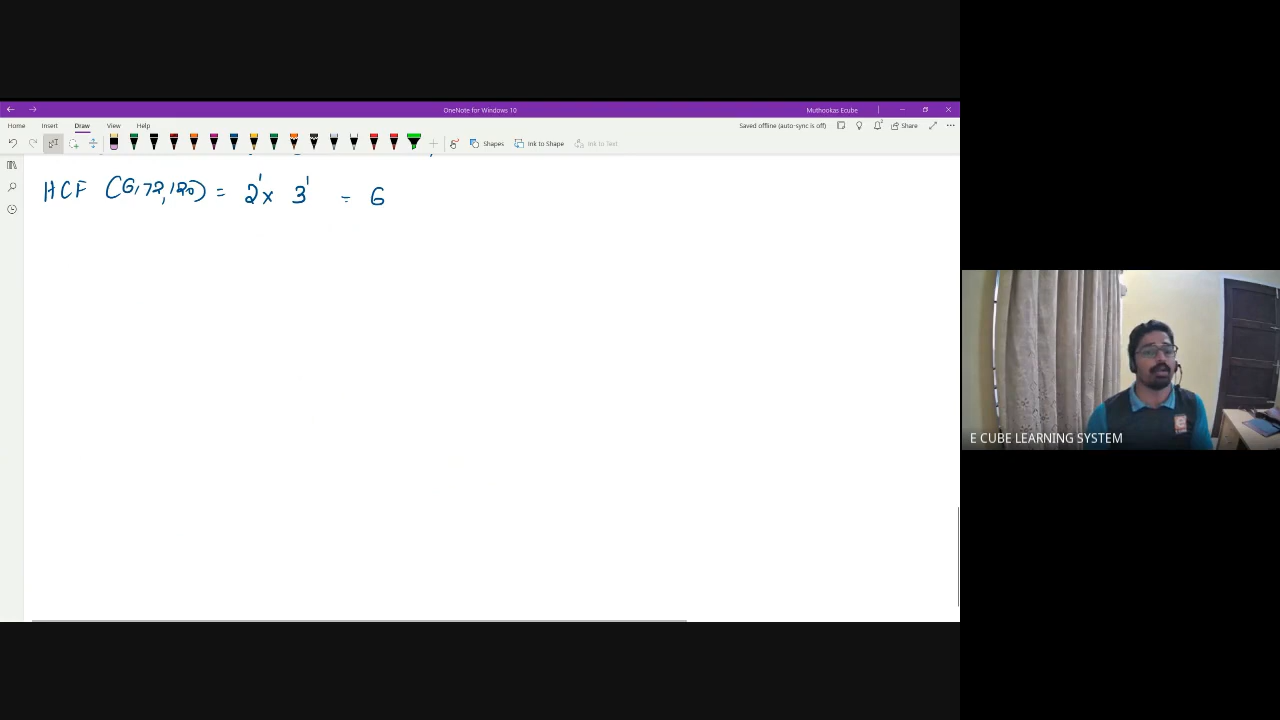 OneNote for Windows 10
Muthookas Ecube
Home Insert Draw View Help
Saved offline (auto-sync is off) Share
Shapes Ink to Shape Ink to Text
HCF (6,72,120) = 2¹ x 3¹ = 6
E CUBE LEARNING SYSTEM